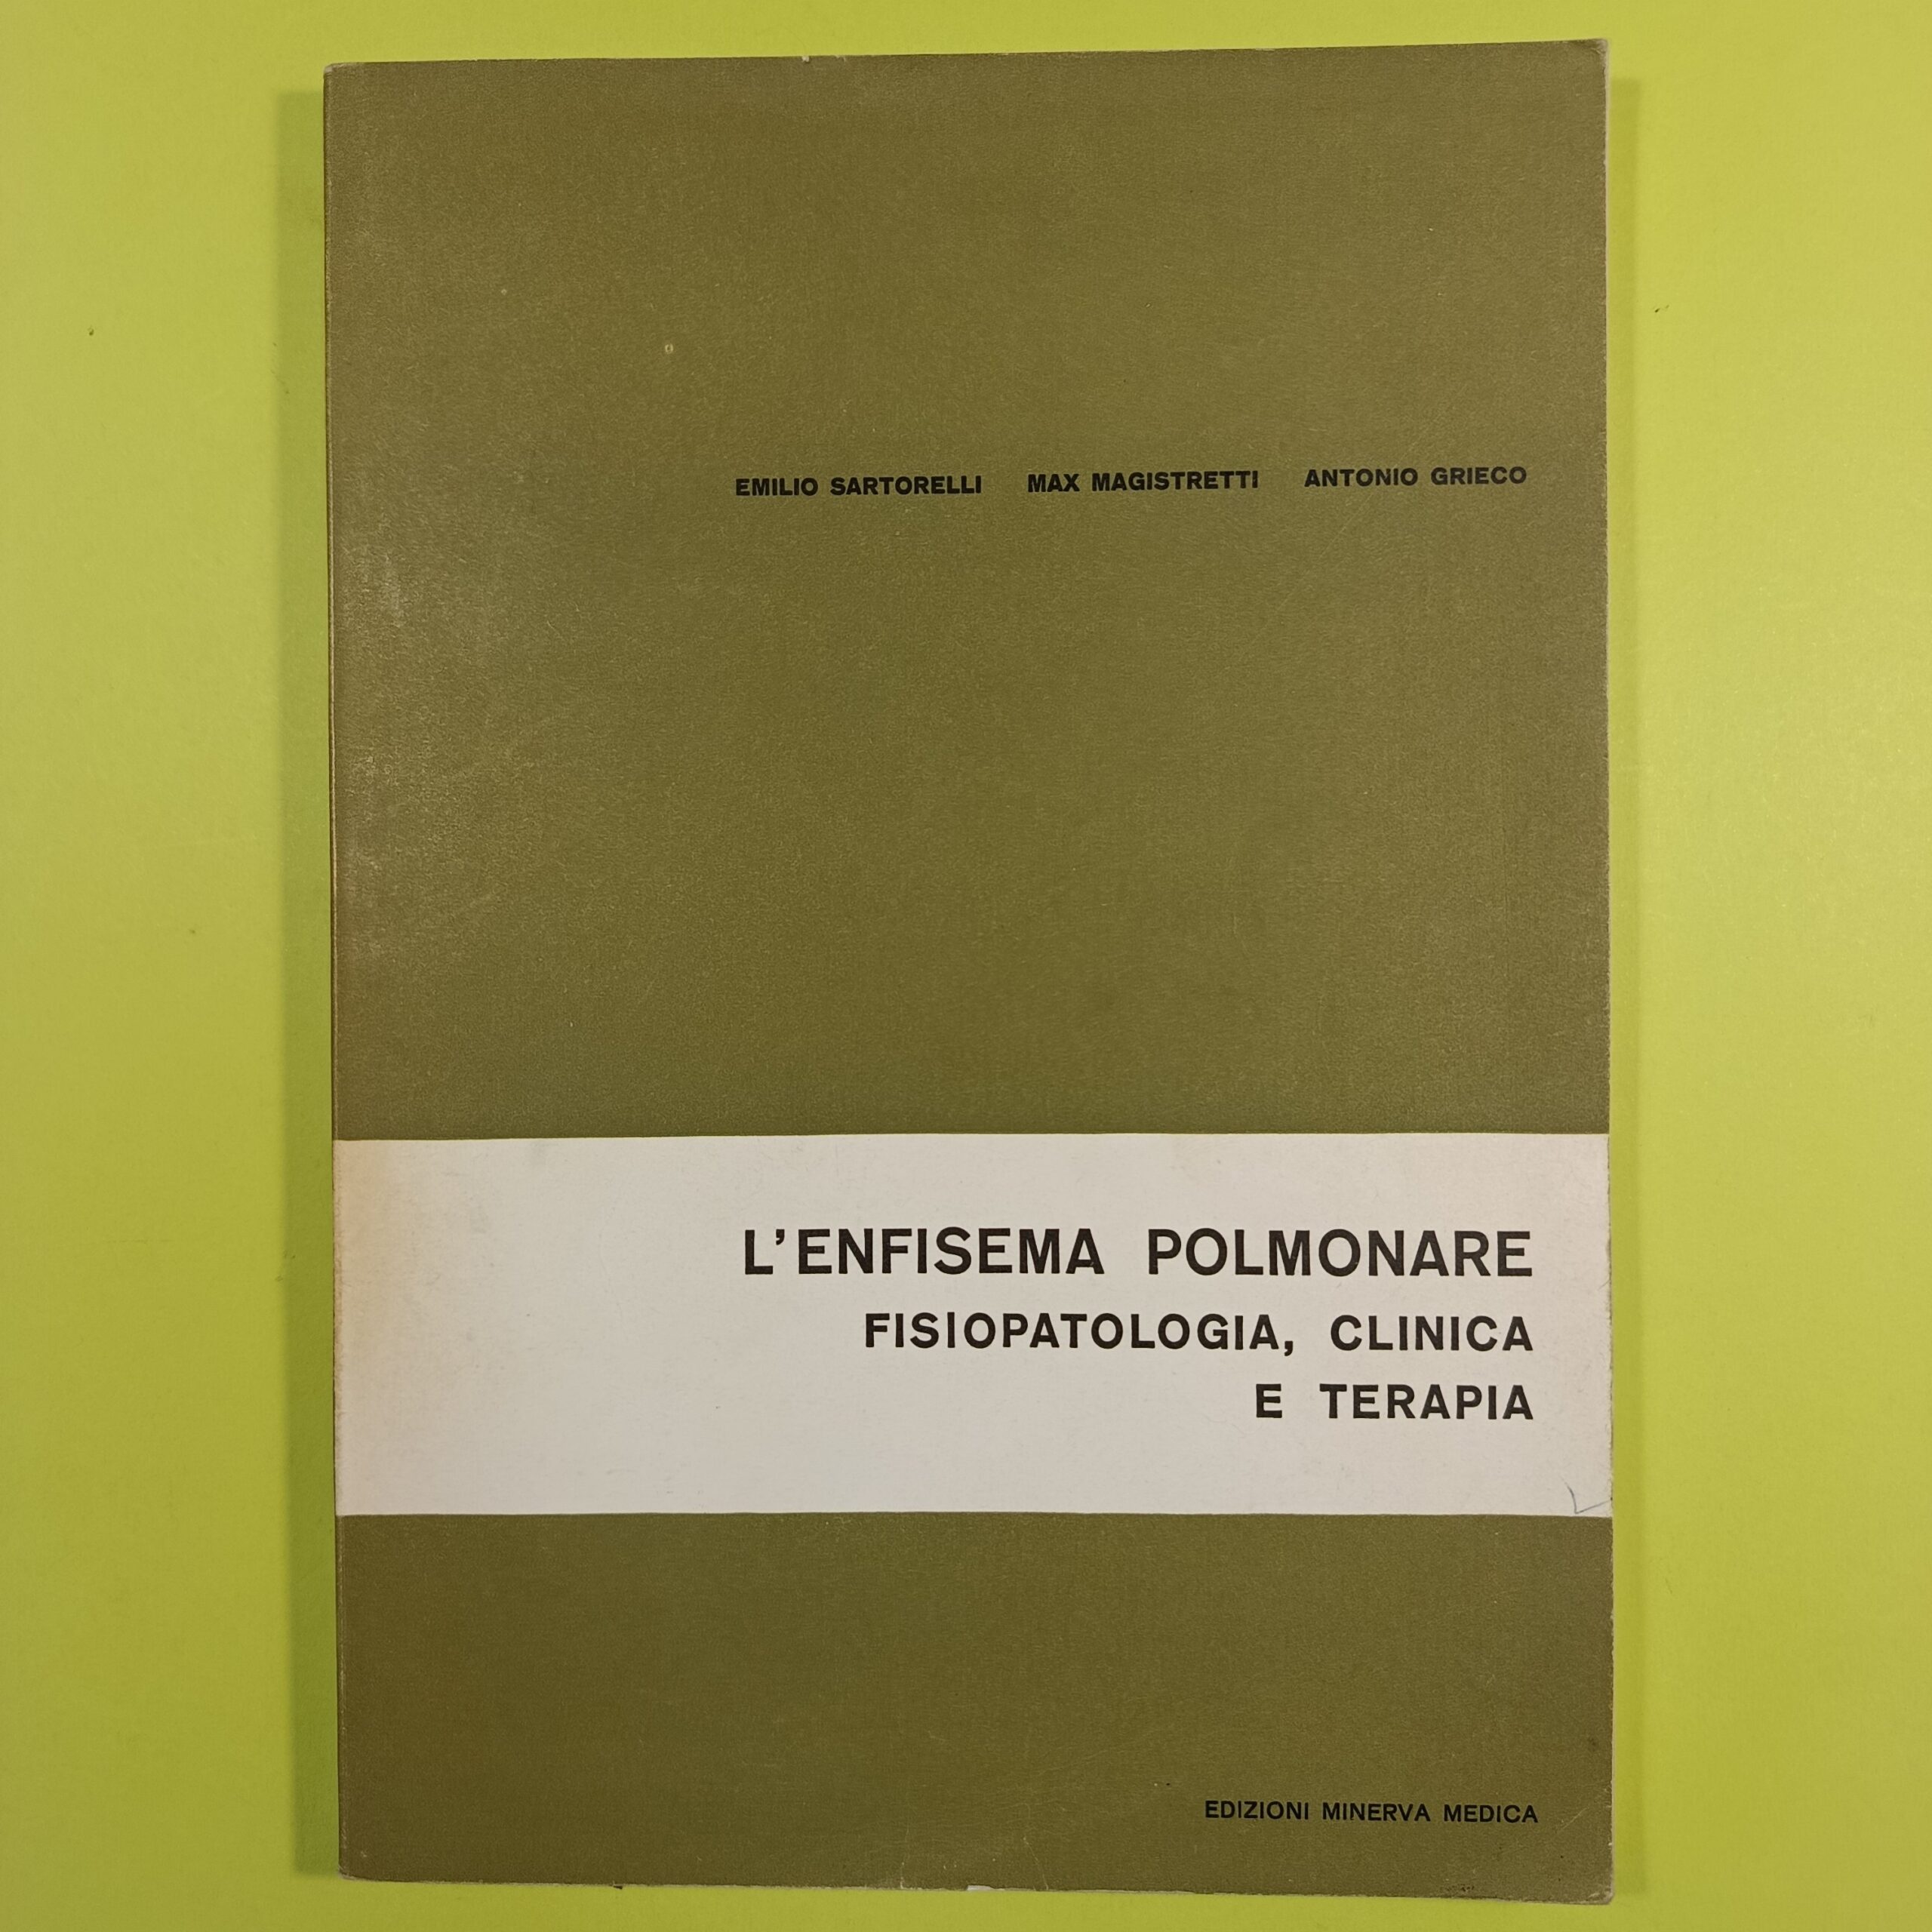 EMILIO SARTORELLI MAX MAGISTRETTI ANTONIO GRIECO
L'ENFISEMA POLMONARE
FISIOPATOLOGIA, CLINICA
E TERAPIA
EDIZIONI MINERVA MEDICA